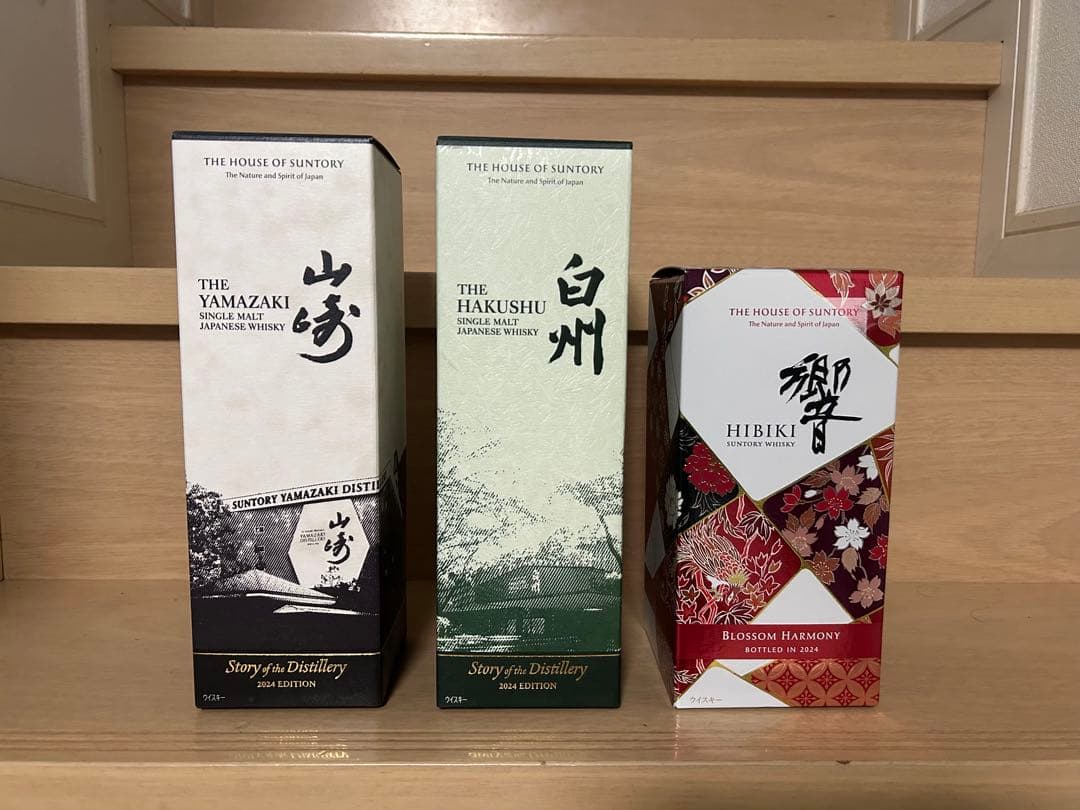 THE HOUSE OF SUNTORY
The Nature and Spirit of Japan
THE
YAMAZAKI
SINGLE MALT
JAPANESE WHISKY
山崎
SUNTORY YAMAZAKI DISTI
YAMAZAKI
DISTILLERY
山崎
Story of the Distillery
2024 EDITION
ウイスキー
THE HOUSE OF SUNTORY
The Nature and Spirit of Japan
THE
HAKUSHU
SINGLE MALT
JAPANESE WHISKY
白州
Story of the Distillery
2024 EDITION
ウイスキー
THE HOUSE OF SUNTORY
The Nature and Spirit of Japan
響
HIBIKI
SUNTORY WHISKY
BLOSSOM HARMONY
BOTTLED IN 2024
ウイスキー